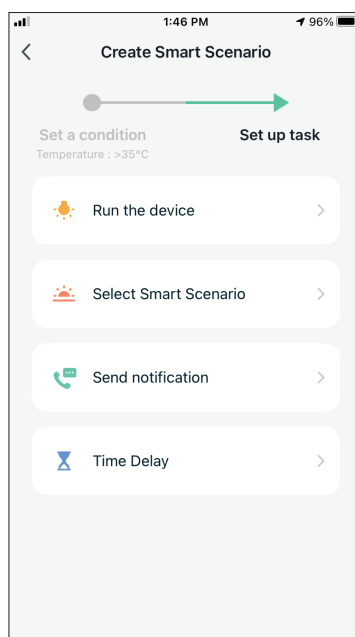 1:46 PM
96%
Create Smart Scenario
Set a condition
Set up task
Temperature : >35°C
Run the device
Select Smart Scenario
Send notification
Time Delay